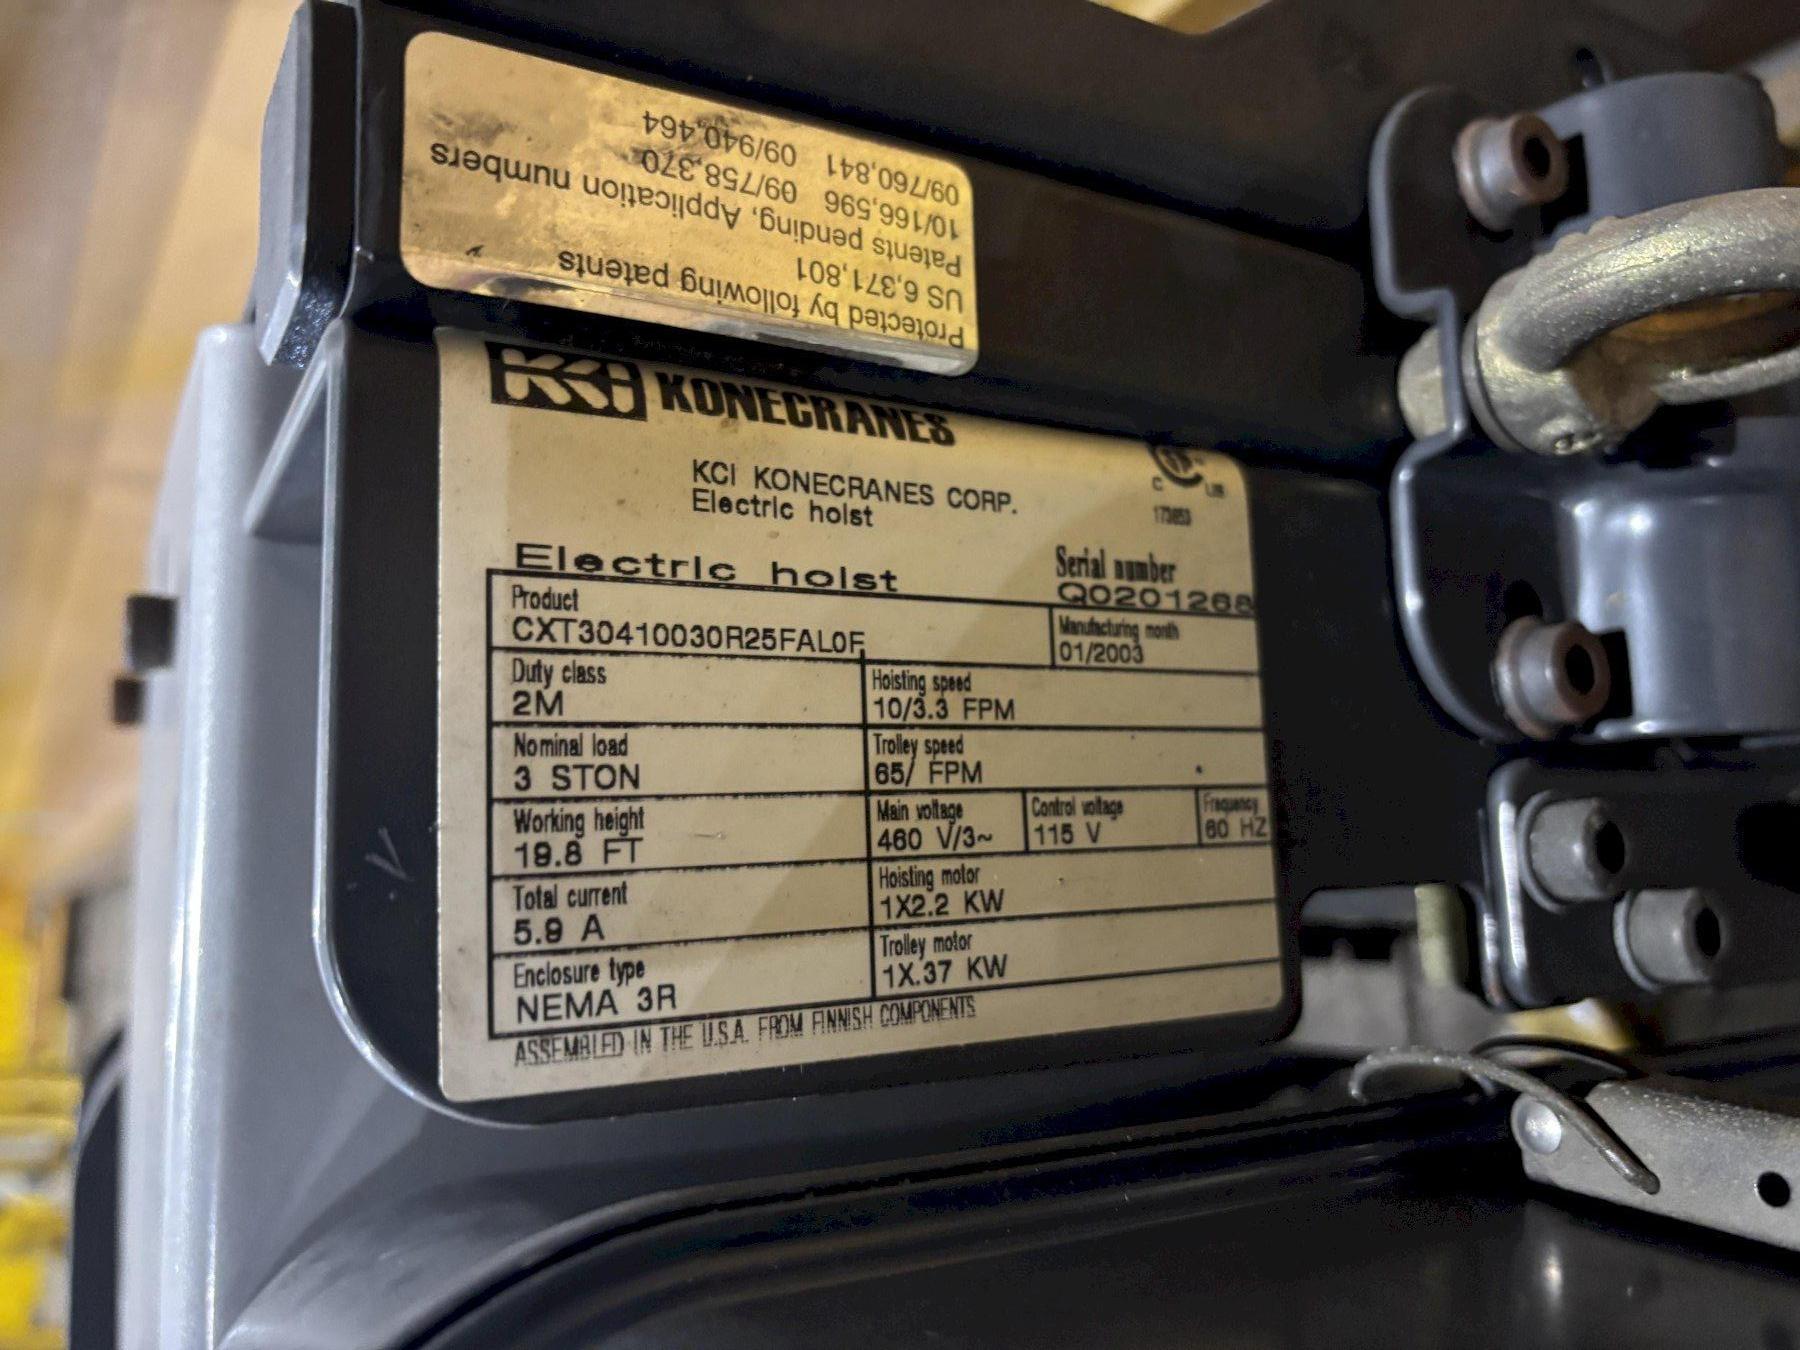 Protected by following patents
US 6,371,801
Patents pending, Application numbers
10/166,596 09/758,370
09/760,841 09/940,464
KCI KONECRANES
KCI KONECRANES CORP.
Electric hoist
C US
173853
Electric hoist
Serial number
Q0201268
Product
CXT30410030R25FAL0F
Manufacturing month
01/2003
Duty class
2M
Hoisting speed
10/3.3 FPM
Nominal load
3 STON
Trolley speed
65/ FPM
Working height
19.8 FT
Main voltage
460 V/3~
Control voltage
115 V
Frequency
60 HZ
Total current
5.9 A
Hoisting motor
1X2.2 KW
Enclosure type
NEMA 3R
Trolley motor
1X.37 KW
ASSEMBLED IN THE U.S.A. FROM FINNISH COMPONENTS